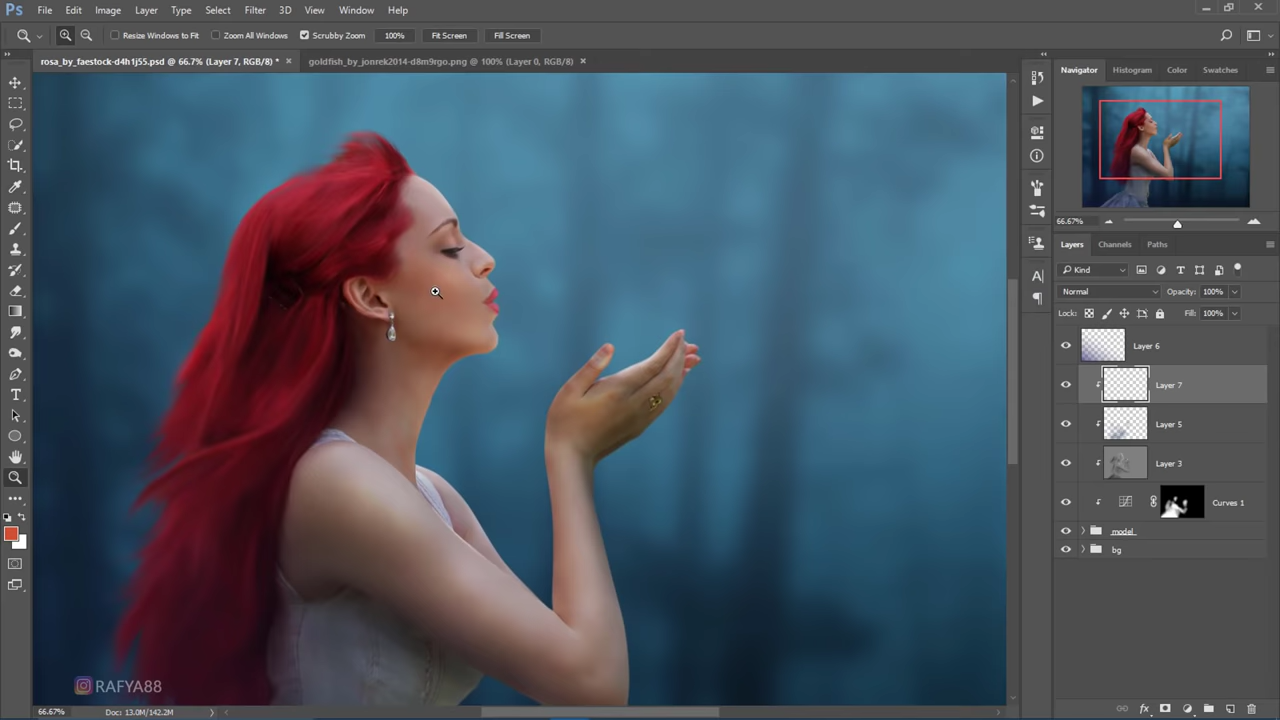 Ps File Edit Image Layer Type Select Filter 3D View Window Help
Resize Windows to Fit Zoom All Windows Scrubby Zoom 100% Fit Screen Fill Screen
rosa_by_faestock-d4h1j55.psd @ 66.7% (Layer 7, RGB/8) * goldfish_by_jonrek2014-d8m9rgo.png @ 100% (Layer 0, RGB/8)
Navigator Histogram Color Swatches
66.67%
Layers Channels Paths
Kind
Normal Opacity: 100%
Lock: Fill: 100%
Layer 6
Layer 7
Layer 5
Layer 3
Curves 1
model
bg
RAFYA88
66.67% Doc: 13.0M/142.2M